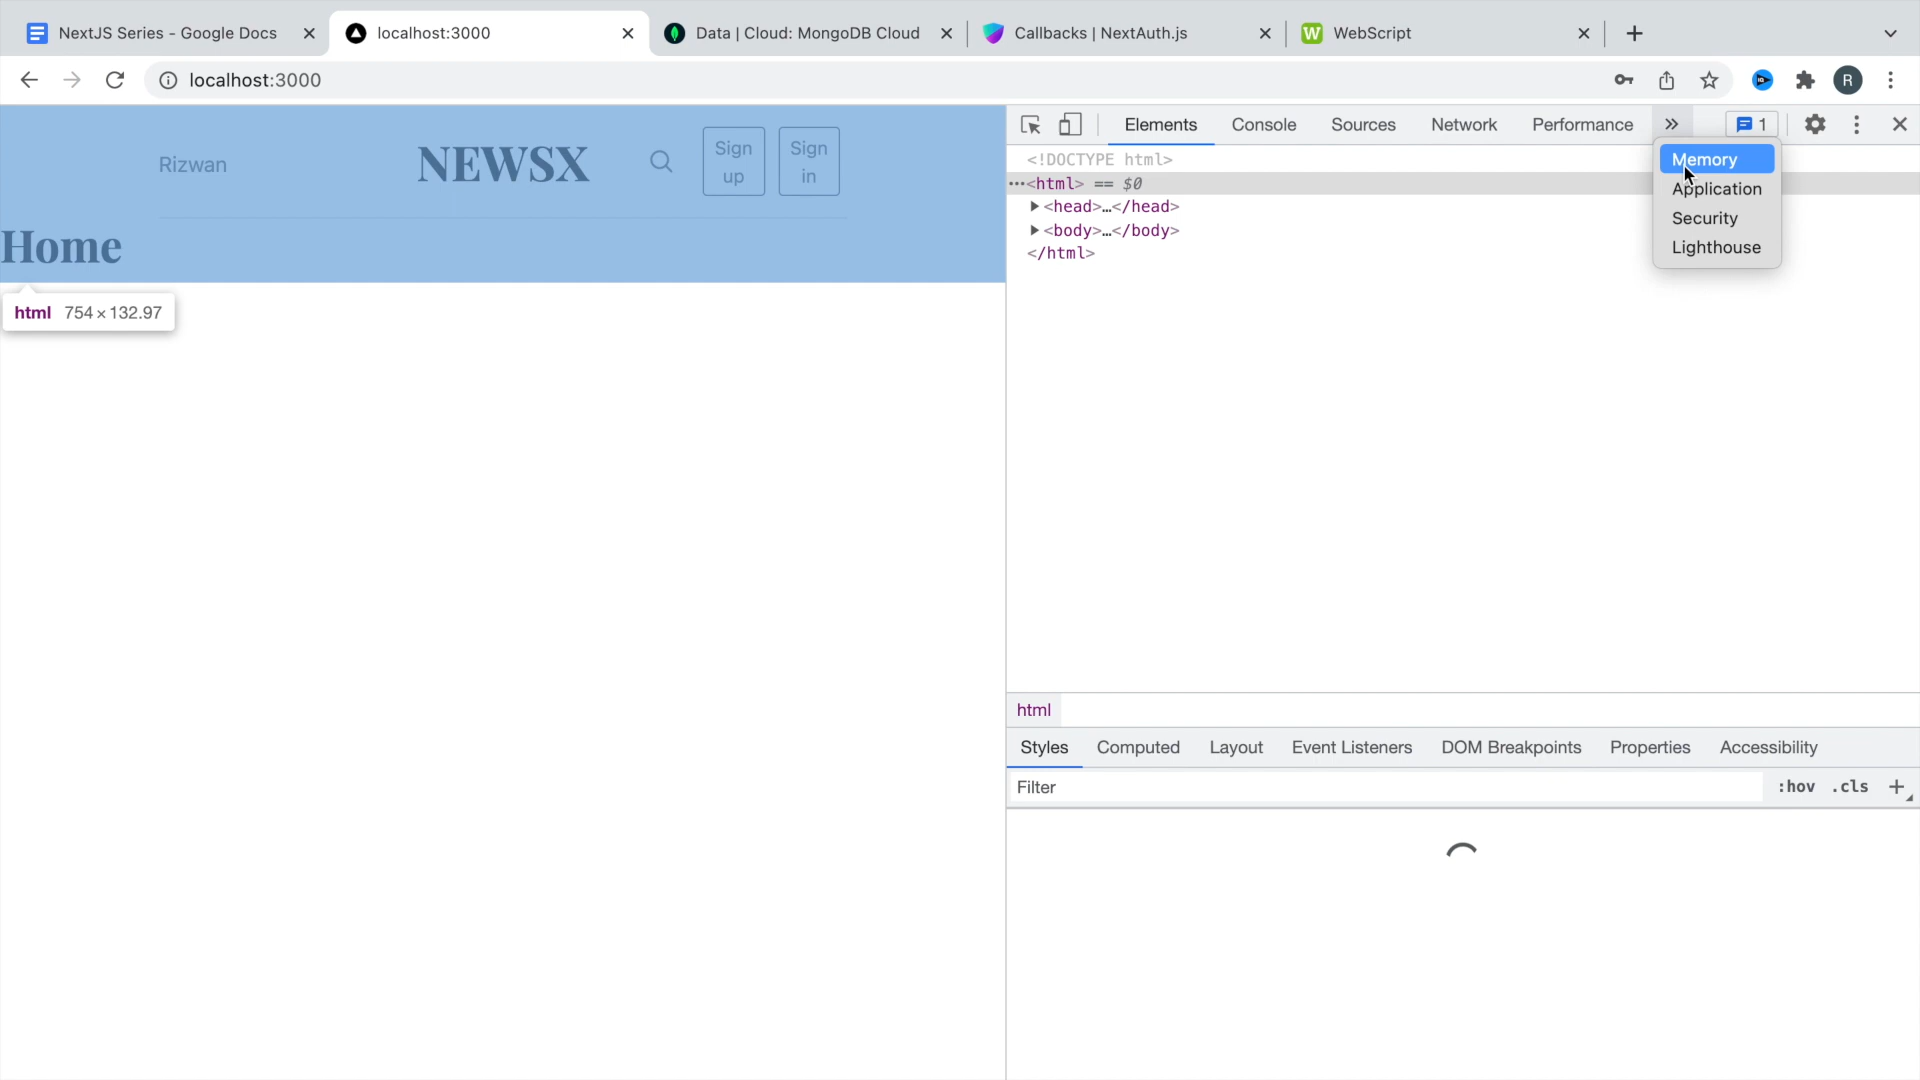 NextJS Series - Google Docs
localhost:3000
Data | Cloud: MongoDB Cloud
Callbacks | NextAuth.js
W WebScript
localhost:3000
R
Rizwan
NEWSX
Sign up
Sign in
Home
html 754 × 132.97
Elements Console Sources Network Performance
1
<!DOCTYPE html>
···<html> == $0
<head>…</head>
<body>…</body>
</html>
Memory
Application
Security
Lighthouse
html
Styles Computed Layout Event Listeners DOM Breakpoints Properties Accessibility
Filter
:hov .cls